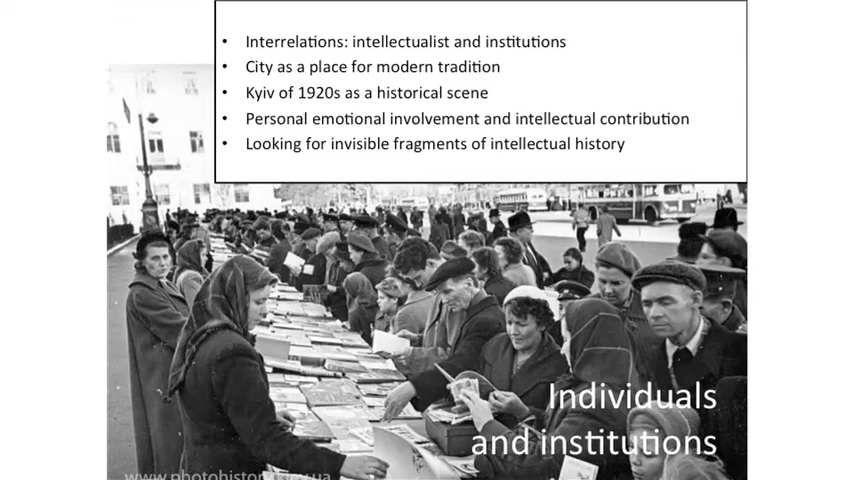 • Interrelations: intellectualist and institutions
• City as a place for modern tradition
• Kyiv of 1920s as a historical scene
• Personal emotional involvement and intellectual contribution
• Looking for invisible fragments of intellectual history
Individuals
and institutions
www.photohistory.kiev.ua